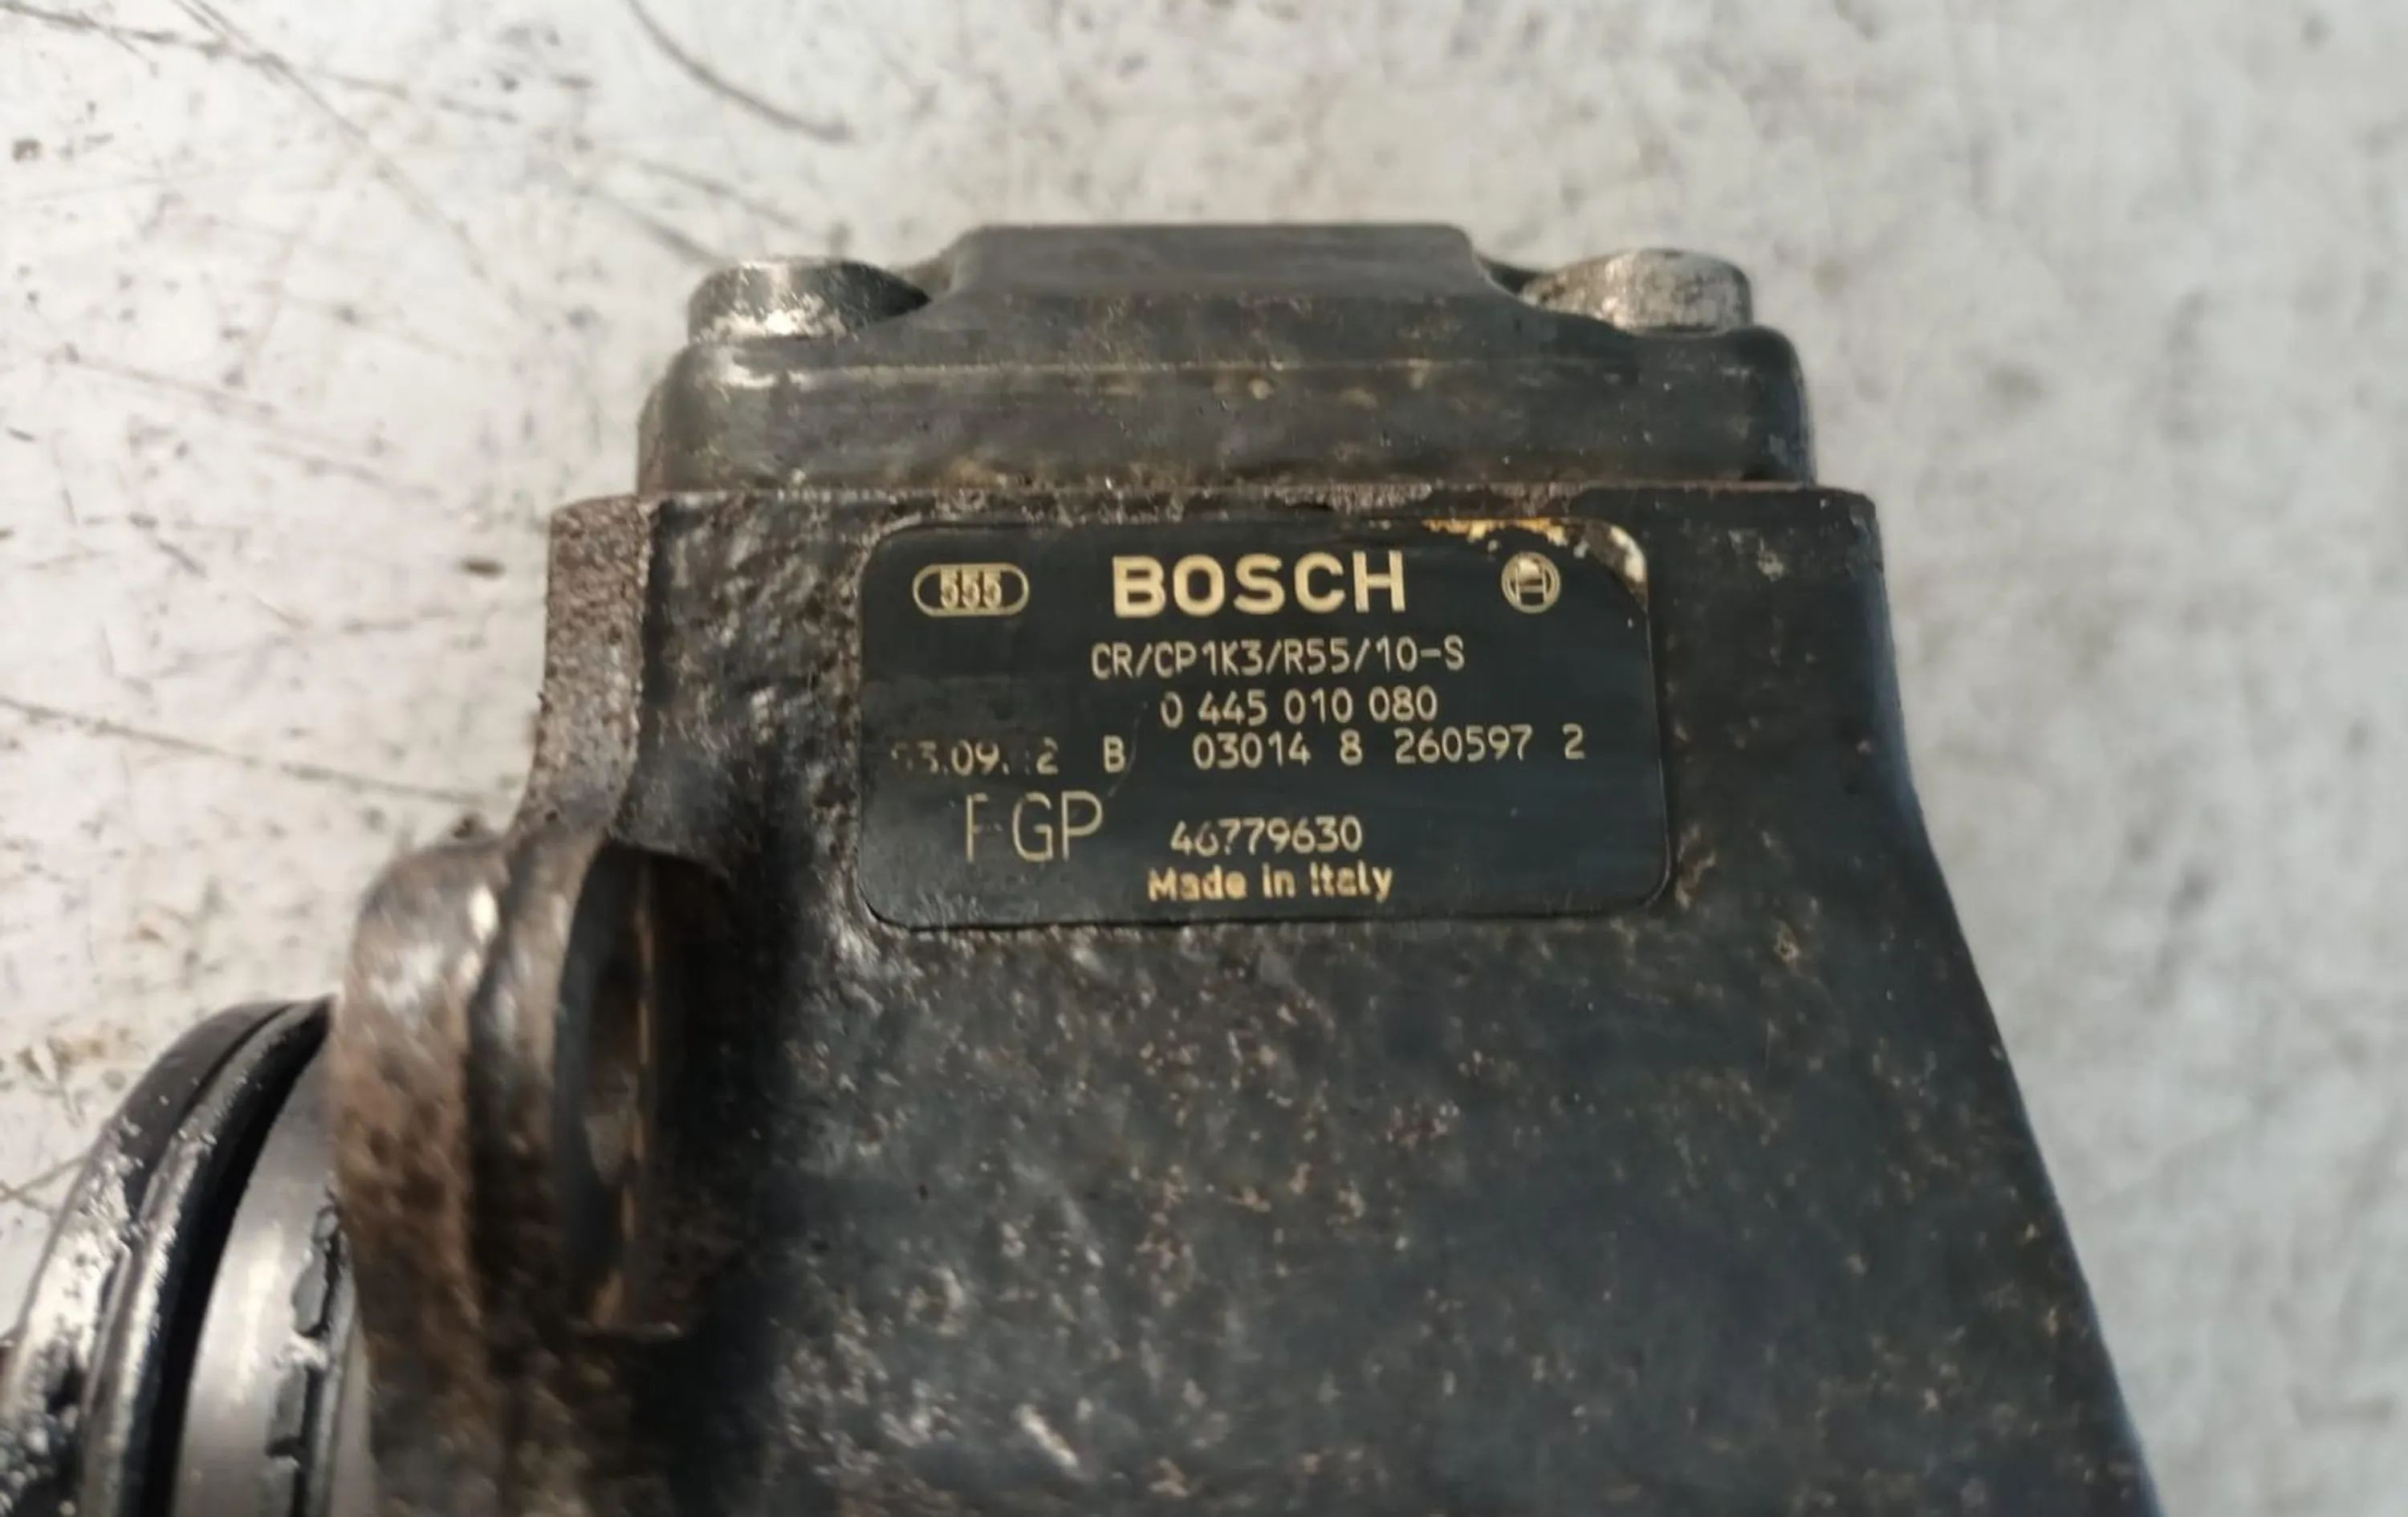 555 BOSCH
CR/CP1K3/R55/10-S
0 445 010 080
B 03014 8 260597 2
FGP 46779630
Made in Italy